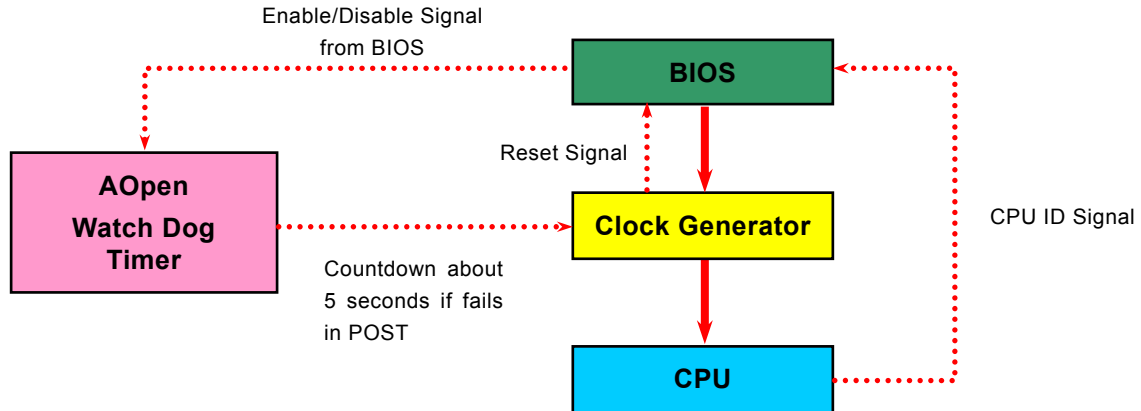 Enable/Disable Signal
from BIOS
BIOS
Reset Signal
AOpen
Watch Dog
Timer
Clock Generator
CPU ID Signal
Countdown about
5 seconds if fails
in POST
CPU